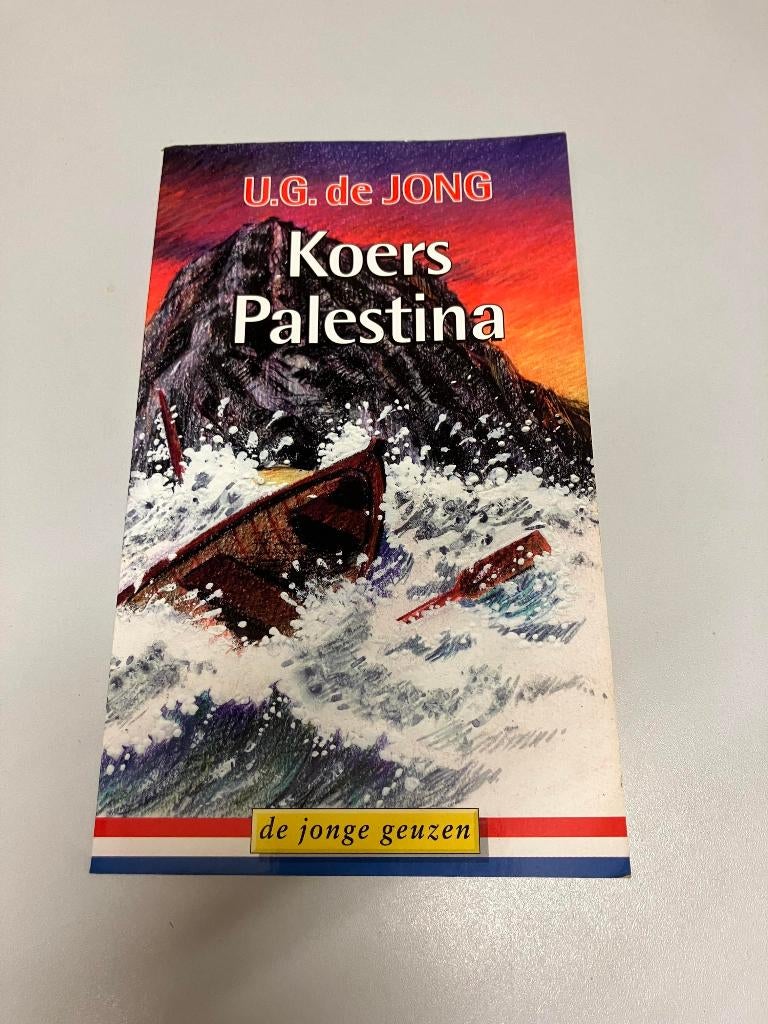 U.G. de JONG
Koers
Palestina
de jonge geuzen